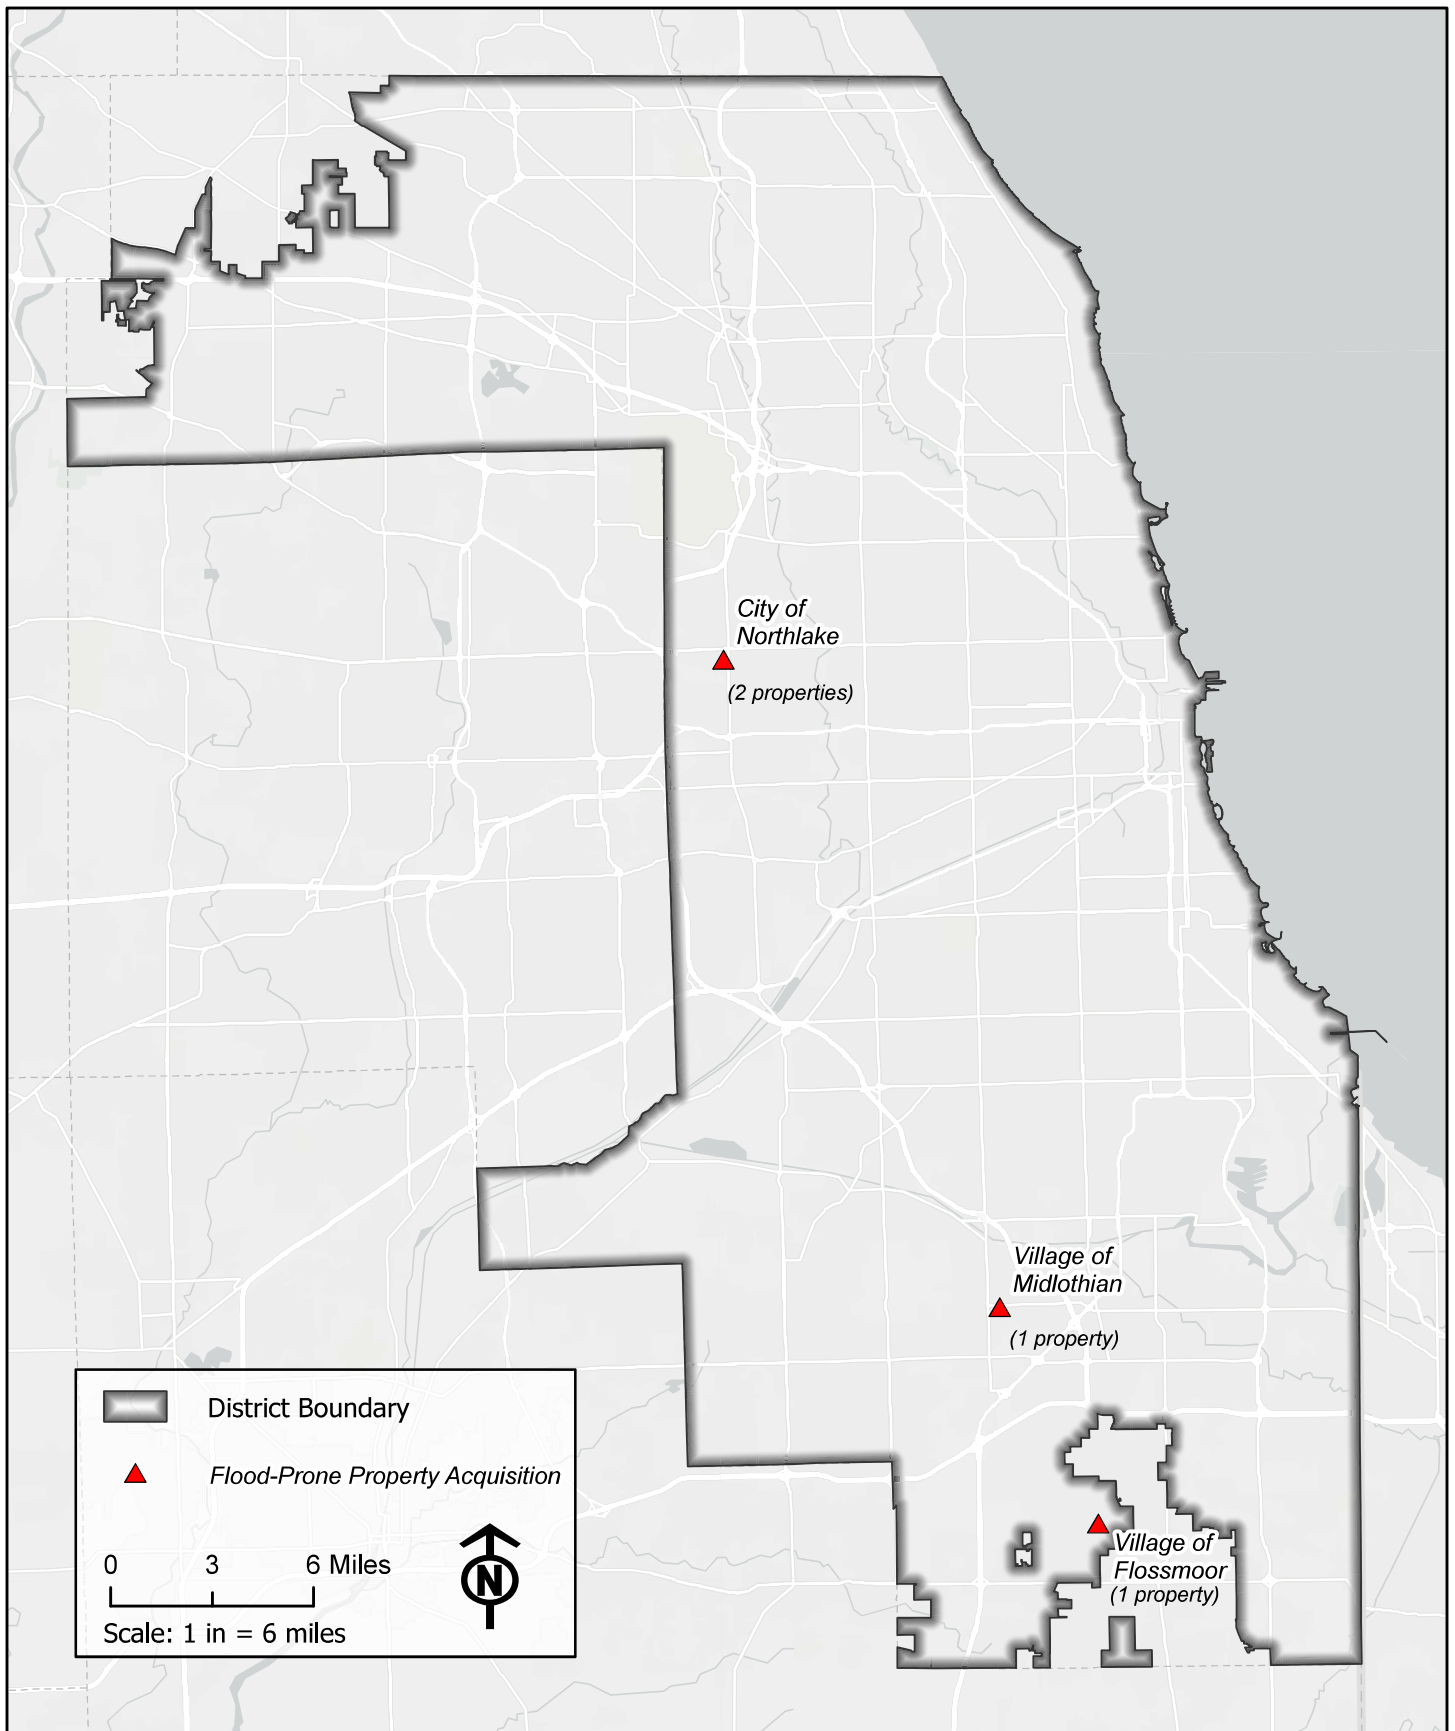 City of
Northlake
(2 properties)
Village of
Midlothian
(1 property)
Village of
Flossmoor
(1 property)
District Boundary
Flood-Prone Property Acquisition
0 3 6 Miles
N
Scale: 1 in = 6 miles